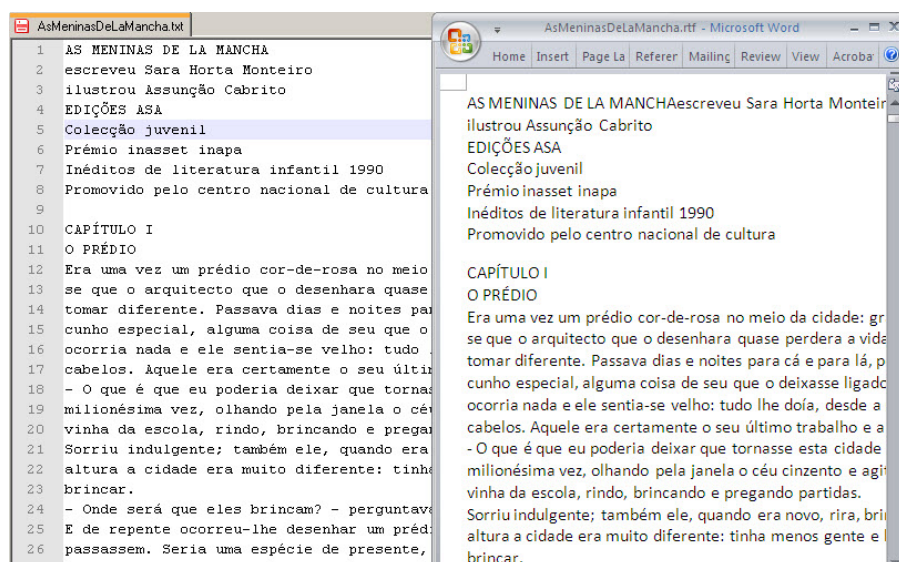 AsMeninasDeLaMancha.txt
1 AS MENINAS DE LA MANCHA
2 escreveu Sara Horta Monteiro
3 ilustrou Assunção Cabrito
4 EDIÇÕES ASA
5 Colecção juvenil
6 Prémio inasset inapa
7 Inéditos de literatura infantil 1990
8 Promovido pelo centro nacional de cultura
9
10 CAPÍTULO I
11 O PRÉDIO
12 Era uma vez um prédio cor-de-rosa no meio
13 se que o arquitecto que o desenhara quase
14 tomar diferente. Passava dias e noites pa
15 cunho especial, alguma coisa de seu que o
16 ocorria nada e ele sentia-se velho: tudo
17 cabelos. Aquele era certamente o seu últi
18 - O que é que eu poderia deixar que tornas
19 milionésima vez, olhando pela janela o cé
20 vinha da escola, rindo, brincando e prega
21 Sorriu indulgente; também ele, quando era
22 altura a cidade era muito diferente: tinh
23 brincar.
24 - Onde será que eles brincam? - perguntav
25 E de repente ocorreu-lhe desenhar um préd
26 passassem. Seria uma espécie de presente,
AsMeninasDeLaMancha.rtf - Microsoft Word
Home Insert Page La Referer Mailing Review View Acroba
AS MENINAS DE LA MANCHAescreveu Sara Horta Monteir
ilustrou Assunção Cabrito
EDIÇÕES ASA
Colecção juvenil
Prémio inasset inapa
Inéditos de literatura infantil 1990
Promovido pelo centro nacional de cultura
CAPÍTULO I
O PRÉDIO
Era uma vez um prédio cor-de-rosa no meio da cidade: gr
se que o arquitecto que o desenhara quase perdera a vida
tomar diferente. Passava dias e noites para cá e para lá, p
cunho especial, alguma coisa de seu que o deixasse ligado
ocorria nada e ele sentia-se velho: tudo lhe doía, desde a
cabelos. Aquele era certamente o seu último trabalho e a
- O que é que eu poderia deixar que tornasse esta cidade
milionésima vez, olhando pela janela o céu cinzento e agi
vinha da escola, rindo, brincando e pregando partidas.
Sorriu indulgente; também ele, quando era novo, rira, bri
altura a cidade era muito diferente: tinha menos gente e
brincar.